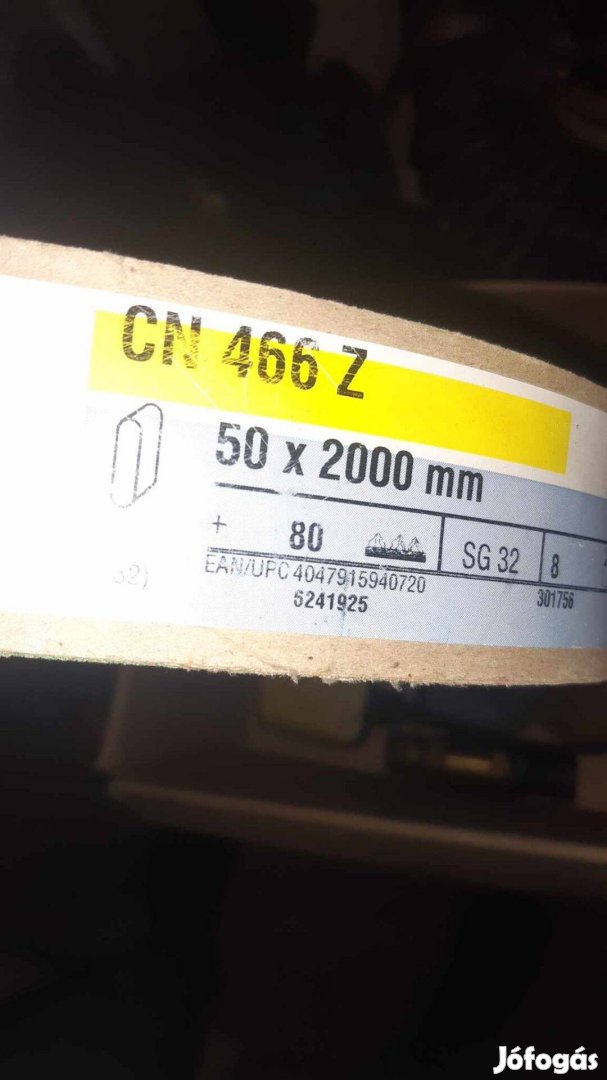 CN 466 Z
50 x 2000 mm
+ 80 SG 32 8
EAN/UPC 4047915940720
6241925 301756
Jófogás